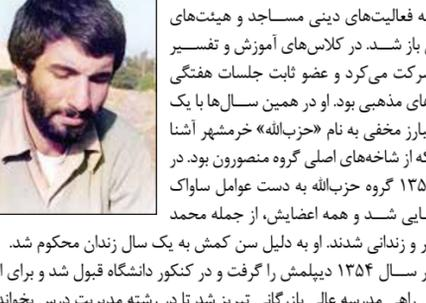 ه فعالیت‌های دینی مساجد و هیئت‌های
باز شد. در کلاس‌های آموزش و تفسیر
شرکت می‌کرد و عضو ثابت جلسات هفتگی
های مذهبی بود. او در همین سال‌ها با یک
مبارز مخفی به نام «حزب‌الله» خرمشهر آشنا
که از شاخه‌های اصلی گروه منصورون بود. در
گروه حزب‌الله به دست عوامل ساواک
ایی شد و همه اعضایش، از جمله محمد
ر و زندانی شدند. او به دلیل سن کمش به یک سال زندان محکوم شد.
در سال ۱۳۵۴ دیپلمش را گرفت و در کنکور دانشگاه قبول شد و برای ا
راهی مدرسه عالی بازرگانی تبریز شد تا در رشته مدیریت درس بخواند